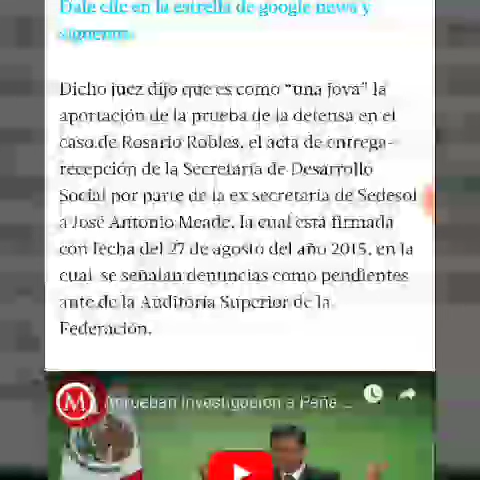 Dale clic en la estrella de google news y
síguenos
Dicho juez dijo que es como “una joya” la
aportación de la prueba de la defensa en el
caso de Rosario Robles, el acta de entrega-
recepción de la Secretaría de Desarrollo
Social por parte de la ex secretaria de Sedesol
a José Antonio Meade, la cual está firmada
con fecha del 27 de agosto del año 2015, en la
cual se señalan denuncias como pendientes
ante de la Auditoría Superior de la
Federación.
M Aprueban investigación a Peña ...